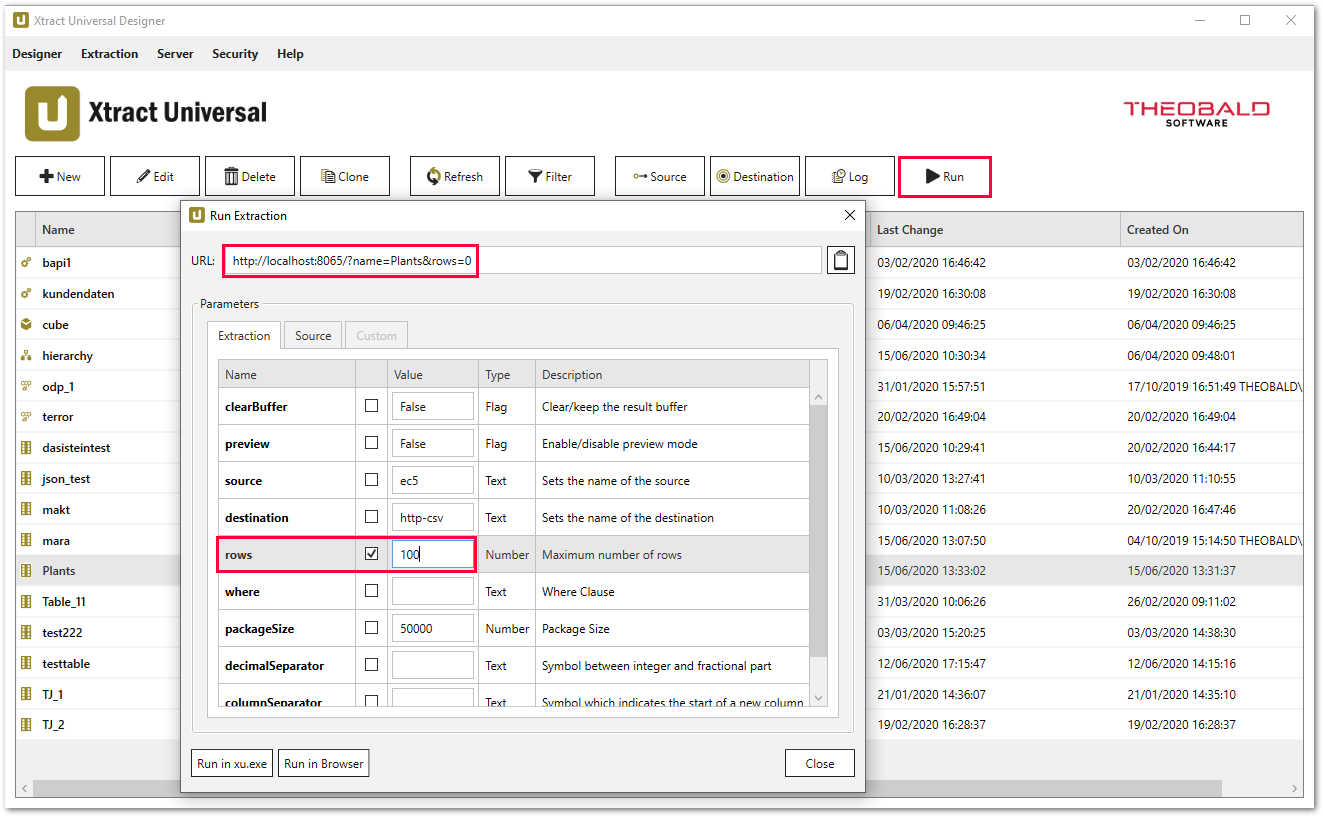 Xtract Universal Designer
Designer Extraction Server Security Help
Xtract Universal
THEOBALD
SOFTWARE
New Edit Delete Clone Refresh Filter Source Destination Log Run
Name Last Change Created On
bapi1 03/02/2020 16:46:42 03/02/2020 16:46:42
kundendaten 19/02/2020 16:30:08 19/02/2020 16:30:08
cube 06/04/2020 09:46:25 06/04/2020 09:46:25
hierarchy 15/06/2020 10:30:34 06/04/2020 09:48:01
odp_1 31/01/2020 15:57:51 17/10/2019 16:51:49 THEOBALD\
terror 20/02/2020 16:49:04 20/02/2020 16:49:04
dasisteintest 15/06/2020 10:29:41 20/02/2020 16:44:17
json_test 10/03/2020 13:27:41 10/03/2020 11:10:55
makt 10/03/2020 11:08:26 20/02/2020 16:47:46
mara 15/06/2020 13:07:50 04/10/2019 15:14:50 THEOBALD\
Plants 15/06/2020 13:33:02 15/06/2020 13:31:37
Table_11 31/03/2020 10:06:26 26/02/2020 09:11:02
test222 03/03/2020 15:20:25 03/03/2020 14:38:30
testtable 12/06/2020 17:15:47 12/06/2020 14:15:16
TJ_1 21/01/2020 14:36:07 21/01/2020 14:35:10
TJ_2 19/02/2020 16:28:37 19/02/2020 16:28:37
Run Extraction
URL: http://localhost:8065/?name=Plants&rows=0
Parameters
Extraction Source Custom
Name Value Type Description
clearBuffer False Flag Clear/keep the result buffer
preview False Flag Enable/disable preview mode
source ec5 Text Sets the name of the source
destination http-csv Text Sets the name of the destination
rows 100 Number Maximum number of rows
where Text Where Clause
packageSize 50000 Number Package Size
decimalSeparator Text Symbol between integer and fractional part
columnSeparator Text Symbol which indicates the start of a new column
Run in xu.exe Run in Browser Close